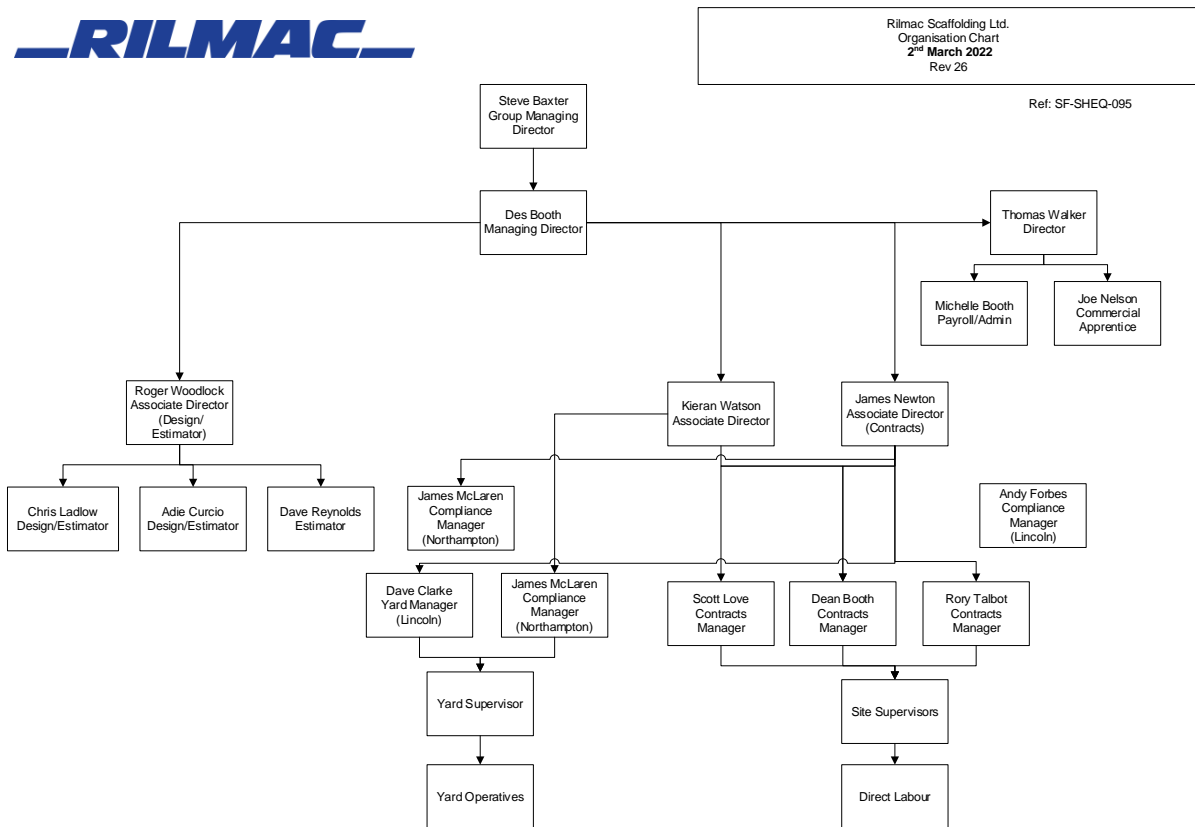 RILMAC
Rilmac Scaffolding Ltd.
Organisation Chart
2nd March 2022
Rev 26
Ref: SF-SHEQ-095
Steve Baxter
Group Managing
Director
Des Booth
Managing Director
Thomas Walker
Director
Michelle Booth
Payroll/Admin
Joe Nelson
Commercial
Apprentice
Roger Woodlock
Associate Director
(Design/
Estimator)
Kieran Watson
Associate Director
James Newton
Associate Director
(Contracts)
Chris Ladlow
Design/Estimator
Adie Curcio
Design/Estimator
Dave Reynolds
Estimator
James McLaren
Compliance
Manager
(Northampton)
Andy Forbes
Compliance
Manager
(Lincoln)
Dave Clarke
Yard Manager
(Lincoln)
James McLaren
Compliance
Manager
(Northampton)
Scott Love
Contracts
Manager
Dean Booth
Contracts
Manager
Rory Talbot
Contracts
Manager
Yard Supervisor
Site Supervisors
Yard Operatives
Direct Labour